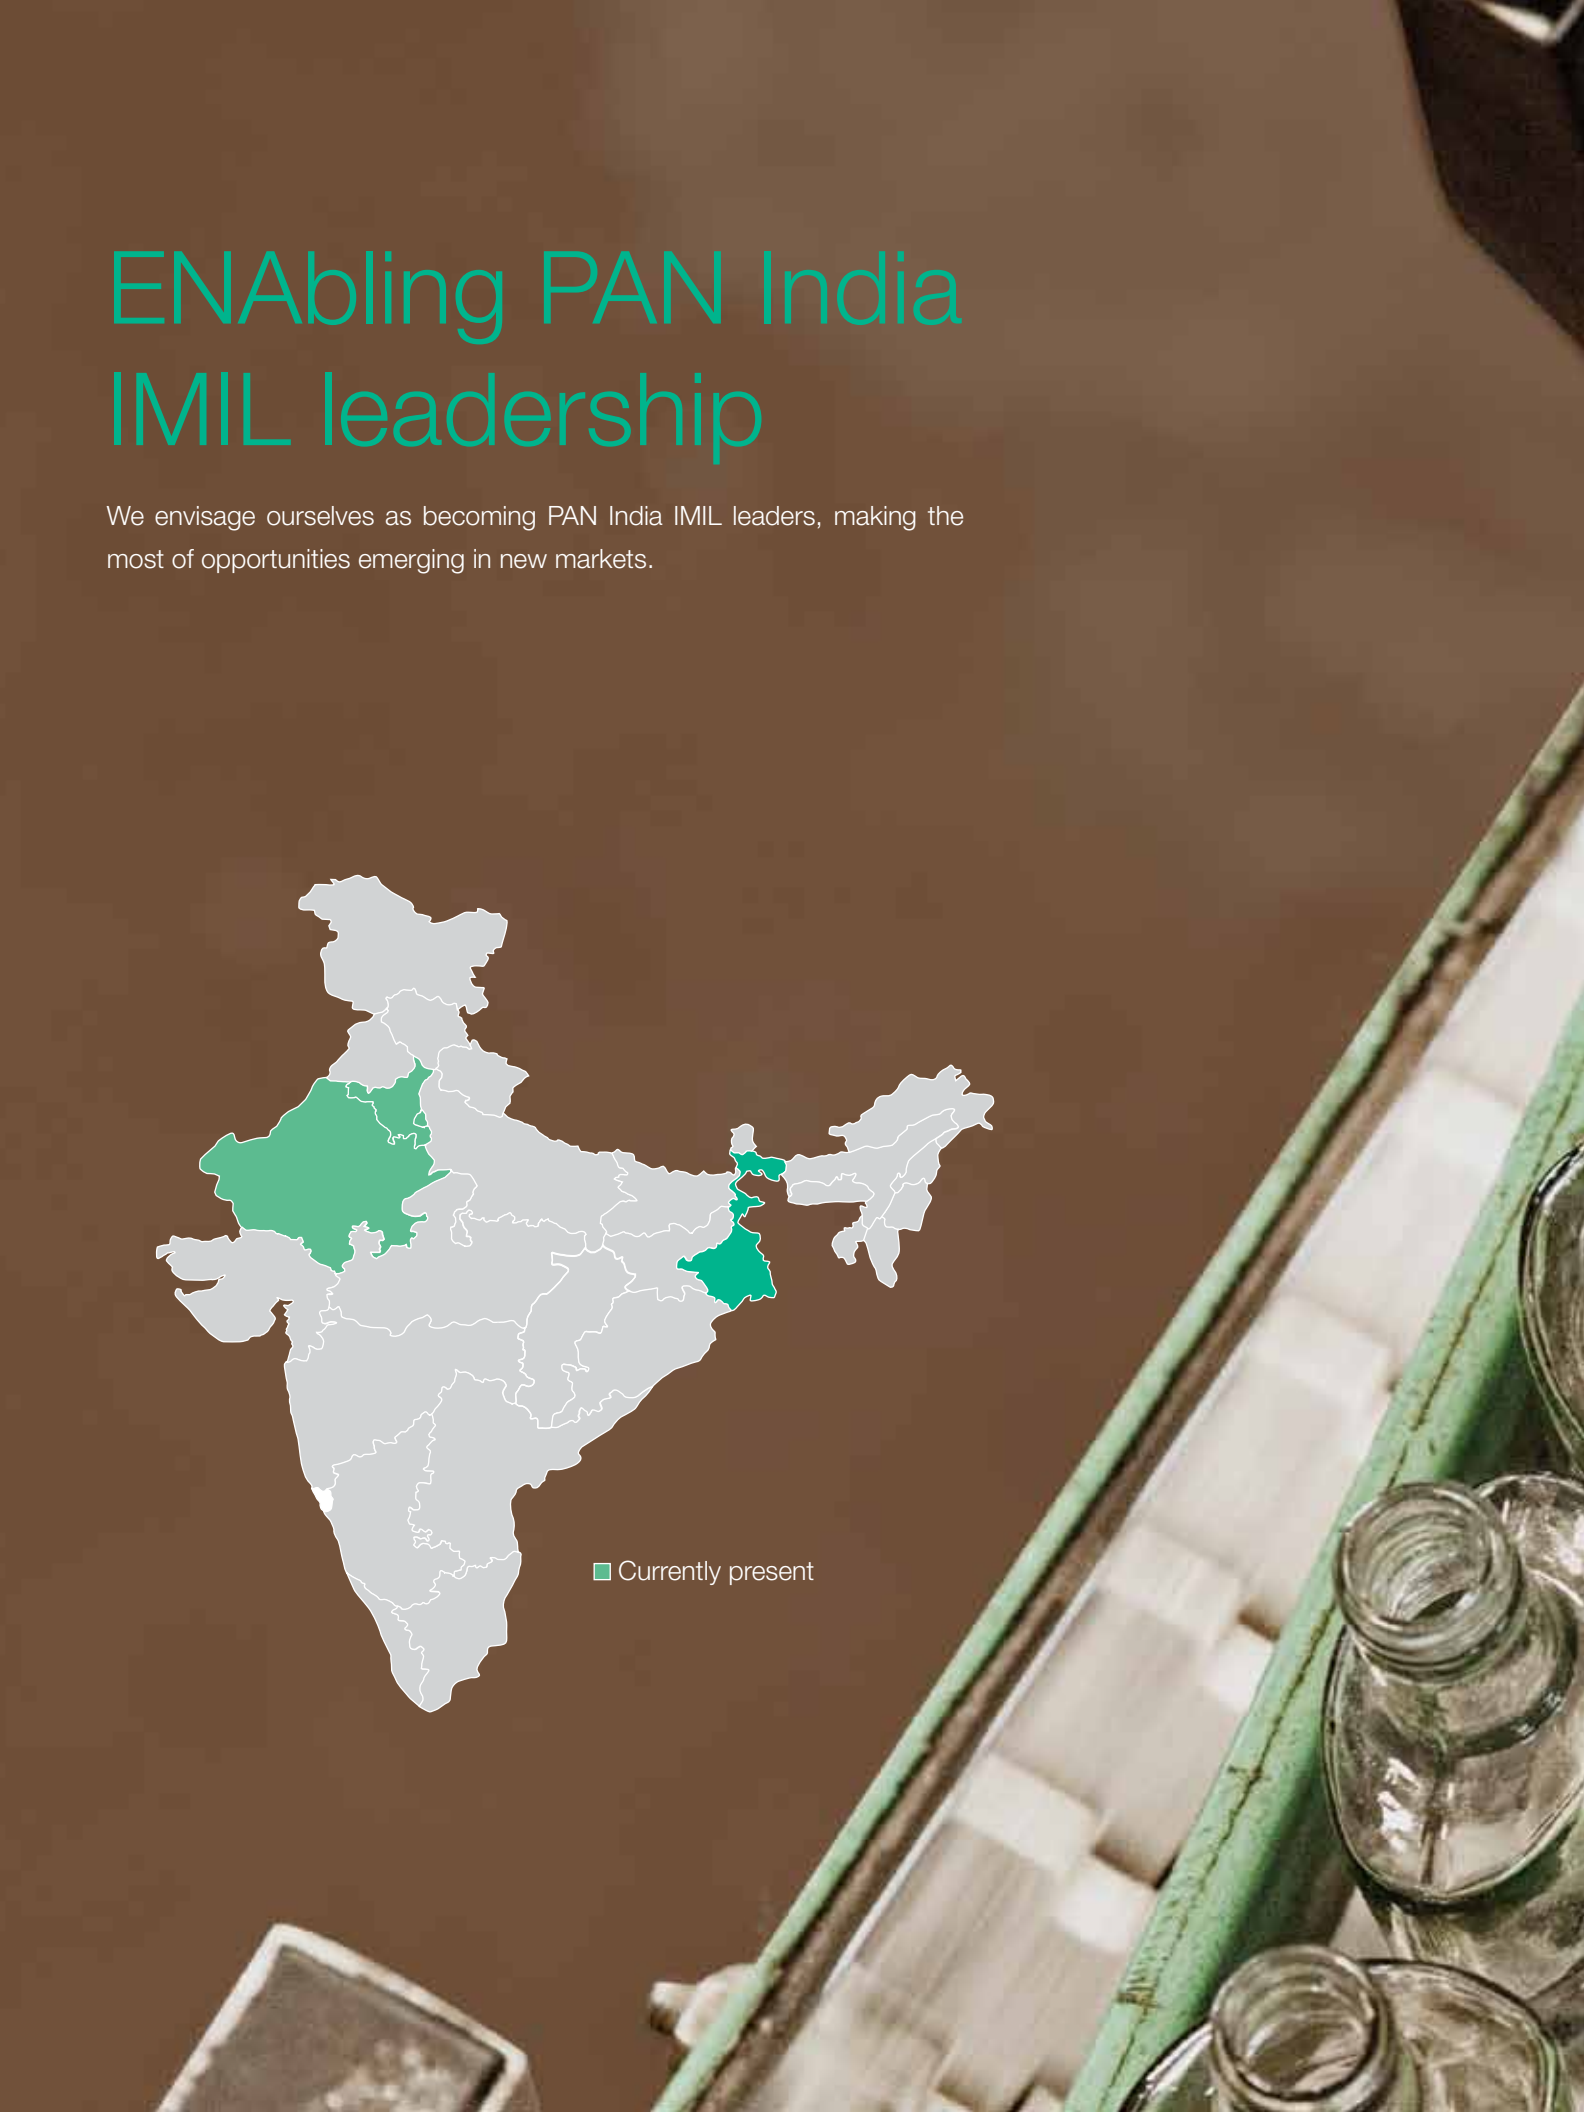 ENAbling PAN India
IMIL leadership
We envisage ourselves as becoming PAN India IMIL leaders, making the
most of opportunities emerging in new markets.
Currently present